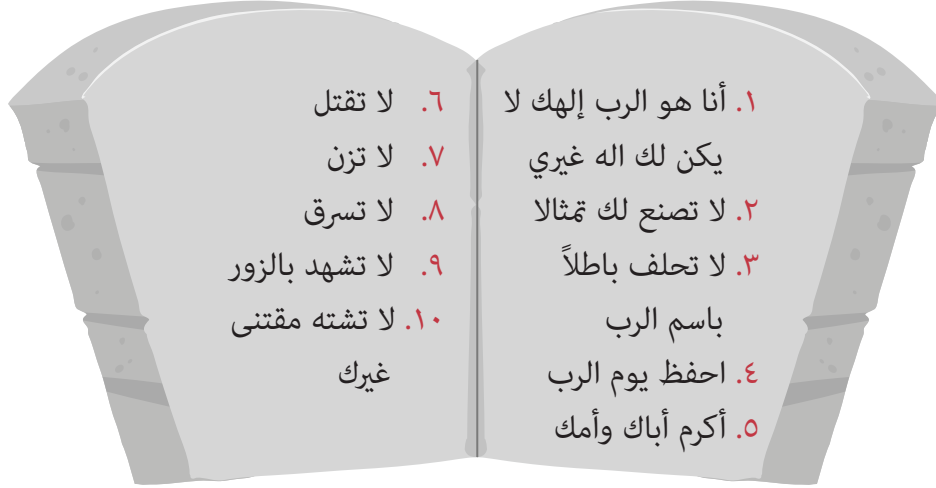 ١. أنا هو الرب إلهك لا
يكن لك اله غيري
٢. لا تصنع لك تمثالا
٣. لا تحلف باطلاً
باسم الرب
٤. احفظ يوم الرب
٥. أكرم أباك وأمك
٦. لا تقتل
٧. لا تزن
٨. لا تسرق
٩. لا تشهد بالزور
١٠. لا تشته مقتنى
غيرك